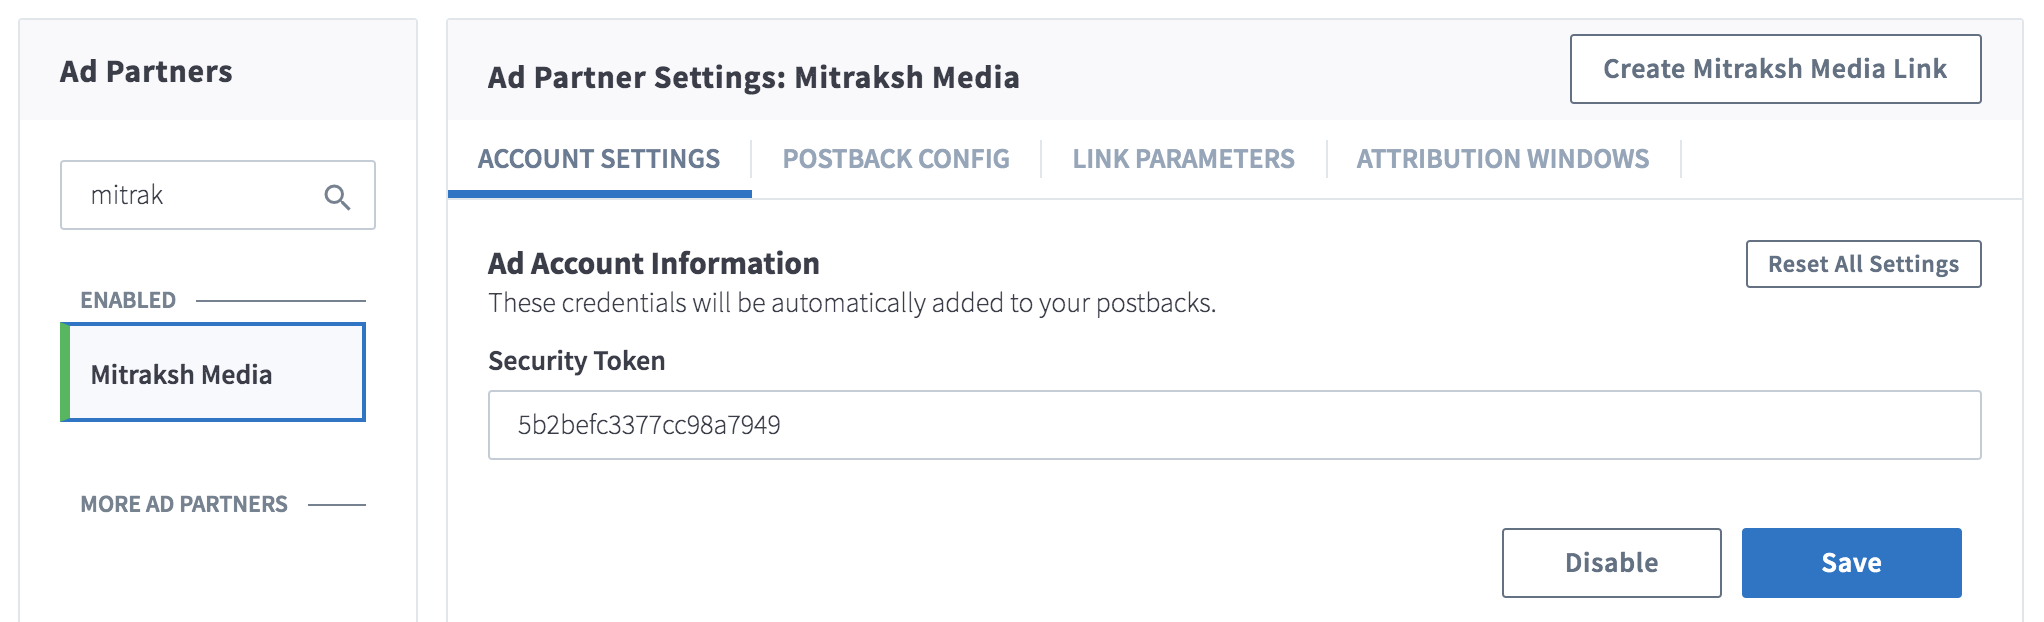 Ad Partners
mitrak
ENABLED
Mitraksh Media
MORE AD PARTNERS
Ad Partner Settings: Mitraksh Media
Create Mitraksh Media Link
ACCOUNT SETTINGS
POSTBACK CONFIG
LINK PARAMETERS
ATTRIBUTION WINDOWS
Ad Account Information
Reset All Settings
These credentials will be automatically added to your postbacks.
Security Token
5b2befc3377cc98a7949
Disable
Save